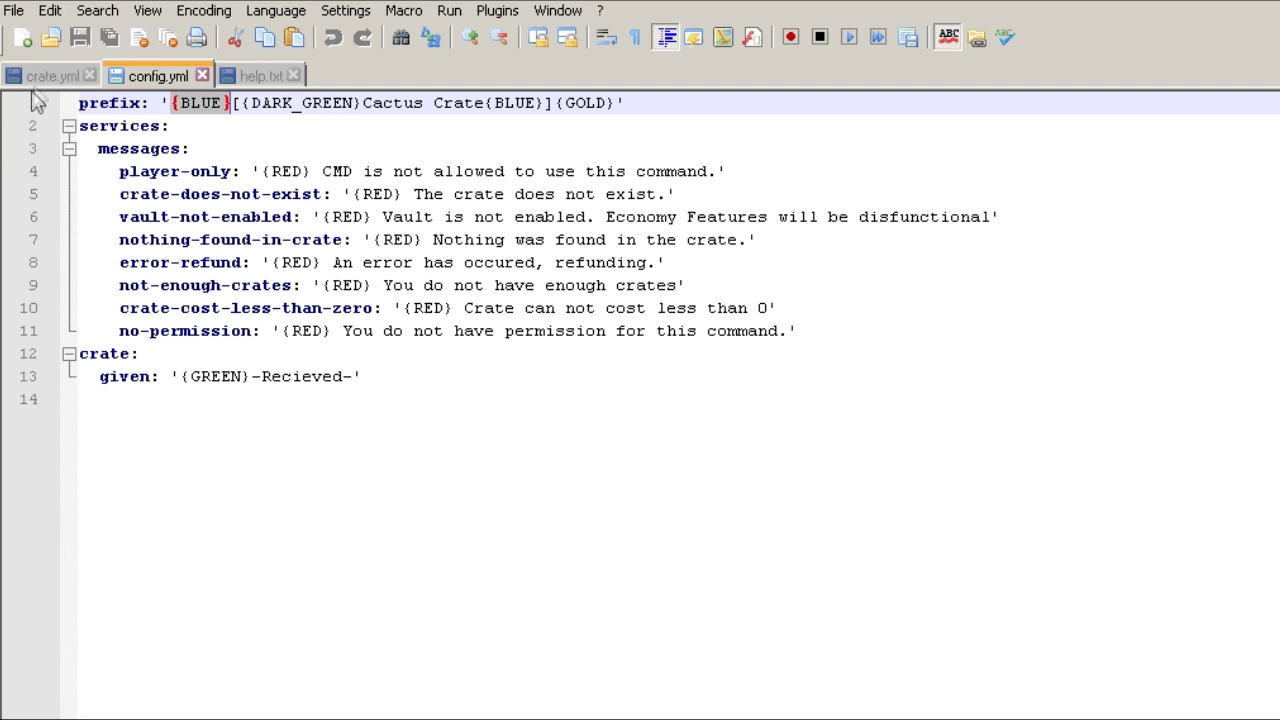 File Edit Search View Encoding Language Settings Macro Run Plugins Window ?
ABC ABC
crate.yml config.yml help.txt
prefix: '{BLUE}[{DARK_GREEN}Cactus Crate{BLUE}]{GOLD}'
2 services:
3 messages:
4 player-only: '{RED} CMD is not allowed to use this command.'
5 crate-does-not-exist: '{RED} The crate does not exist.'
6 vault-not-enabled: '{RED} Vault is not enabled. Economy Features will be disfunctional'
7 nothing-found-in-crate: '{RED} Nothing was found in the crate.'
8 error-refund: '{RED} An error has occured, refunding.'
9 not-enough-crates: '{RED} You do not have enough crates'
10 crate-cost-less-than-zero: '{RED} Crate can not cost less than 0'
11 no-permission: '{RED} You do not have permission for this command.'
12 crate:
13 given: '{GREEN}-Recieved-'
14